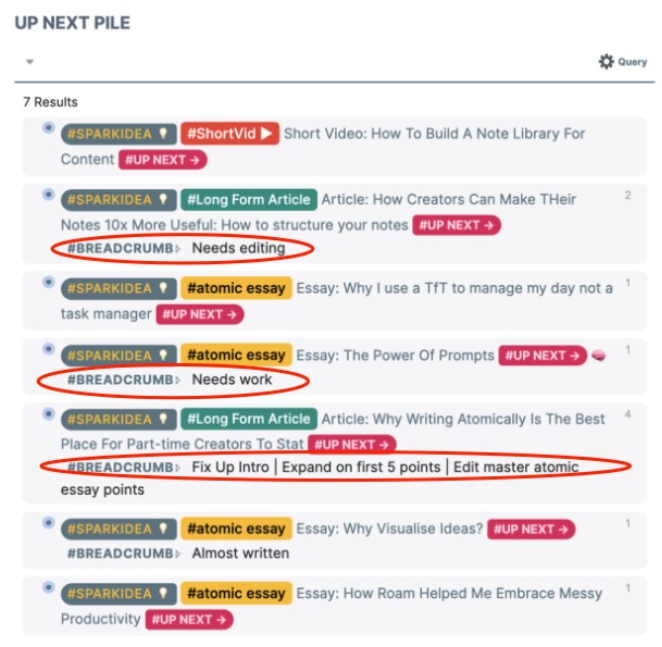 UP NEXT PILE
Query
7 Results
#SPARKIDEA #ShortVid Short Video: How To Build A Note Library For
Content #UP NEXT →
#SPARKIDEA #Long Form Article Article: How Creators Can Make THeir 2
Notes 10x More Useful: How to structure your notes #UP NEXT →
#BREADCRUMB Needs editing
#SPARKIDEA #atomic essay Essay: Why I use a TfT to manage my day not a 1
task manager #UP NEXT →
#SPARKIDEA #atomic essay Essay: The Power Of Prompts #UP NEXT → 1
#BREADCRUMB Needs work
#SPARKIDEA #Long Form Article Article: Why Writing Atomically Is The Best 4
Place For Part-time Creators To Stat #UP NEXT →
#BREADCRUMB Fix Up Intro | Expand on first 5 points | Edit master atomic
essay points
#SPARKIDEA #atomic essay Essay: Why Visualise Ideas? #UP NEXT → 1
#BREADCRUMB Almost written
#SPARKIDEA #atomic essay Essay: How Roam Helped Me Embrace Messy 1
Productivity #UP NEXT →